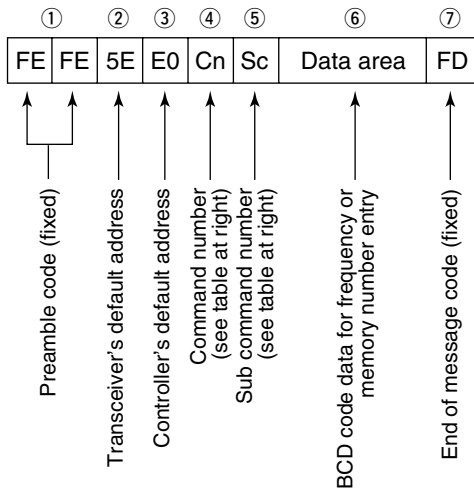 ① ② ③ ④ ⑤ ⑥ ⑦
FE FE 5E E0 Cn Sc Data area FD
Preamble code (fixed)
Transceiver's default address
Controller's default address
Command number
(see table at right)
Sub command number
(see table at right)
BCD code data for frequency or
memory number entry
End of message code (fixed)